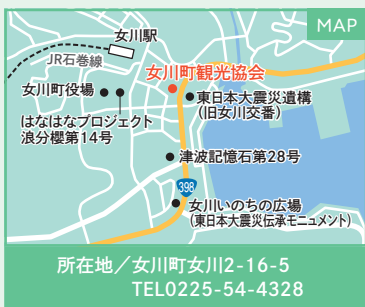 MAP
女川駅
JR石巻線
女川町観光協会
女川町役場
東日本大震災遺構
(旧女川交番)
はなはなプロジェクト
浪分櫻第14号
津波記憶石第28号
398
女川いのちの広場
(東日本大震災伝承モニュメント)
所在地／女川町女川2-16-5
TEL0225-54-4328